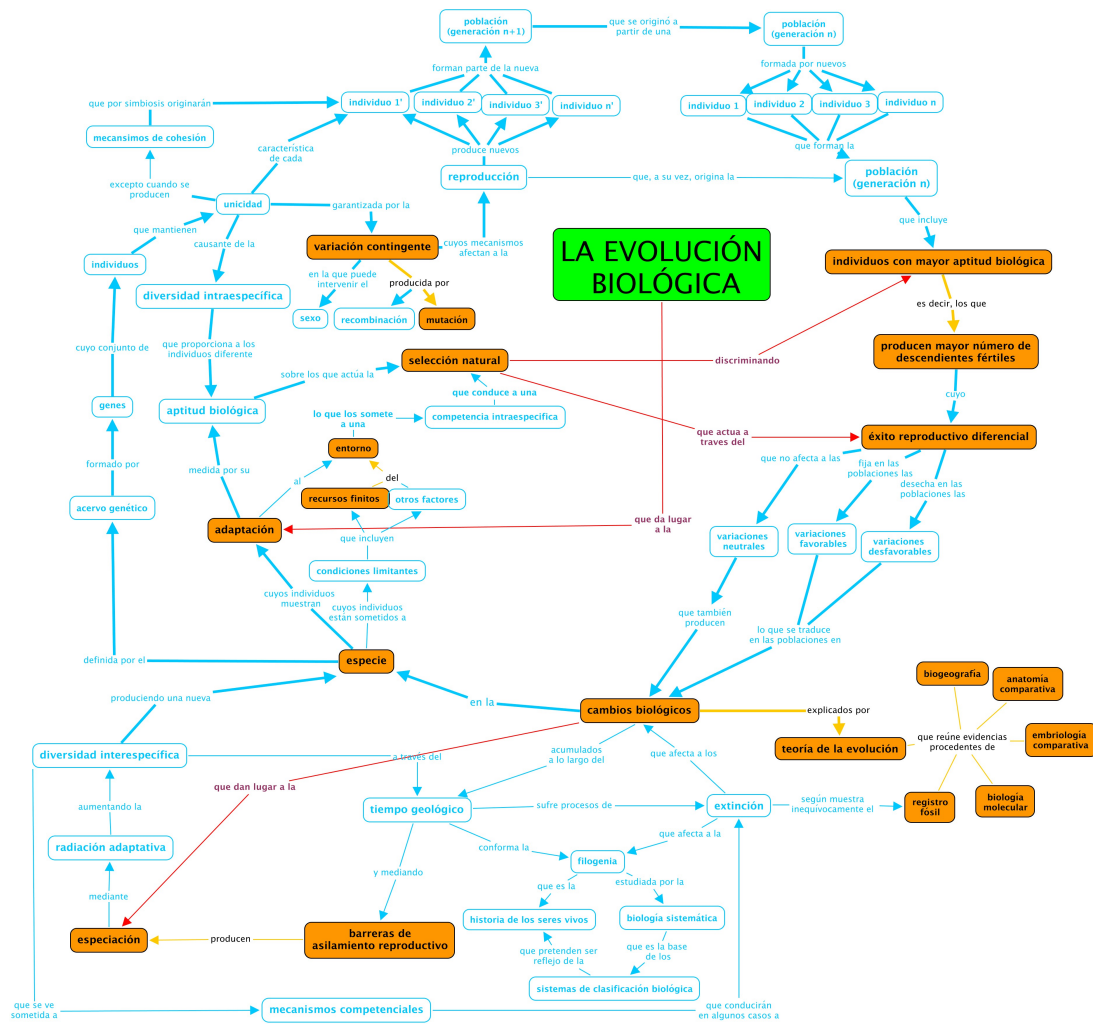 población
(generación n+1)
que se originó a
partir de una
población
(generación n)
forman parte de la nueva
formada por nuevos
que por simbiosis originarán
individuo 1'
individuo 2'
individuo 3'
individuo n'
individuo 1
individuo 2
individuo 3
individuo n
mecansimos de cohesión
característica
de cada
produce nuevos
que forman la
excepto cuando se
producen
reproducción
que, a su vez, origina la
población
(generación n)
unicidad
garantizada por la
que mantienen
que incluye
causante de la
variación contingente
cuyos mecanismos
afectan a la
LA EVOLUCIÓN
BIOLÓGICA
individuos
individuos con mayor aptitud biológica
en la que puede
intervenir el
producida por
diversidad intraespecífica
es decir, los que
sexo
recombinación
mutación
cuyo conjunto de
que proporciona a los
individuos diferente
producen mayor número de
descendientes fértiles
selección natural
discriminando
sobre los que actúa la
que conduce a una
cuyo
genes
aptitud biológica
lo que los somete
a una
competencia intraespecifica
que actua a
traves del
éxito reproductivo diferencial
entorno
formado por
medida por su
al
del
que no afecta a las
fija en las
poblaciones las
desecha en las
poblaciones las
recursos finitos
otros factores
acervo genético
adaptación
que da lugar
a la
que incluyen
variaciones
neutrales
variaciones
favorables
variaciones
desfavorables
condiciones limitantes
cuyos individuos
muestran
cuyos individuos
están sometidos a
que también
producen
lo que se traduce
en las poblaciones en
definida por el
especie
biogeografía
anatomía
comparativa
produciendo una nueva
en la
cambios biológicos
explicados por
que reúne evidencias
procedentes de
embriología
comparativa
teoría de la evolución
diversidad interespecífica
a través del
acumulados
a lo largo del
que afecta a los
que dan lugar a la
aumentando la
tiempo geológico
sufre procesos de
extinción
según muestra
inequívocamente el
registro
fósil
biología
molecular
radiación adaptativa
conforma la
que afecta a la
filogenia
y mediando
que es la
estudiada por la
mediante
historia de los seres vivos
biología sistemática
especiación
producen
barreras de
asilamiento reproductivo
que pretenden ser
reflejo de la
que es la base
de los
sistemas de clasificación biológica
que se ve
sometida a
mecanismos competenciales
que conducirán
en algunos casos a